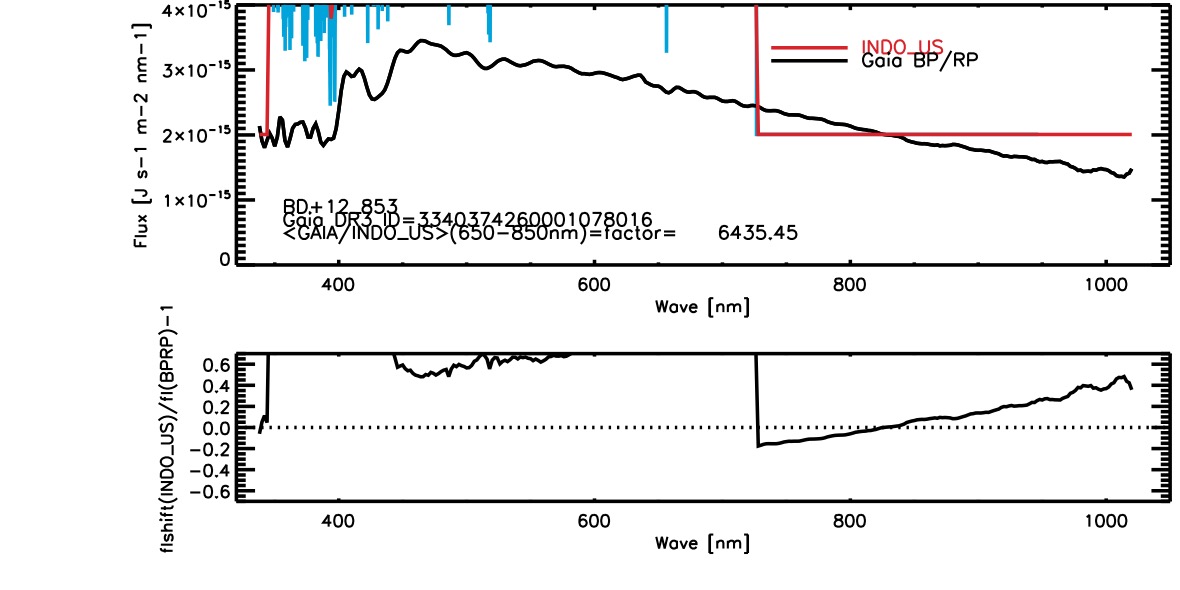 4×10⁻¹⁵
3×10⁻¹⁵
2×10⁻¹⁵
1×10⁻¹⁵
0
Flux [J s−1 m−2 nm−1]
INDO_US
Gaia BP/RP
BD+12 853
Gaia DR3 ID=3340374260001078016
<GAIA/INDO_US>(650−850nm)=factor= 6435.45
400 600 800 1000
Wave [nm]
0.6
0.4
0.2
0.0
−0.2
−0.4
−0.6
flshift(INDO_US)/fl(BPRP)−1
400 600 800 1000
Wave [nm]